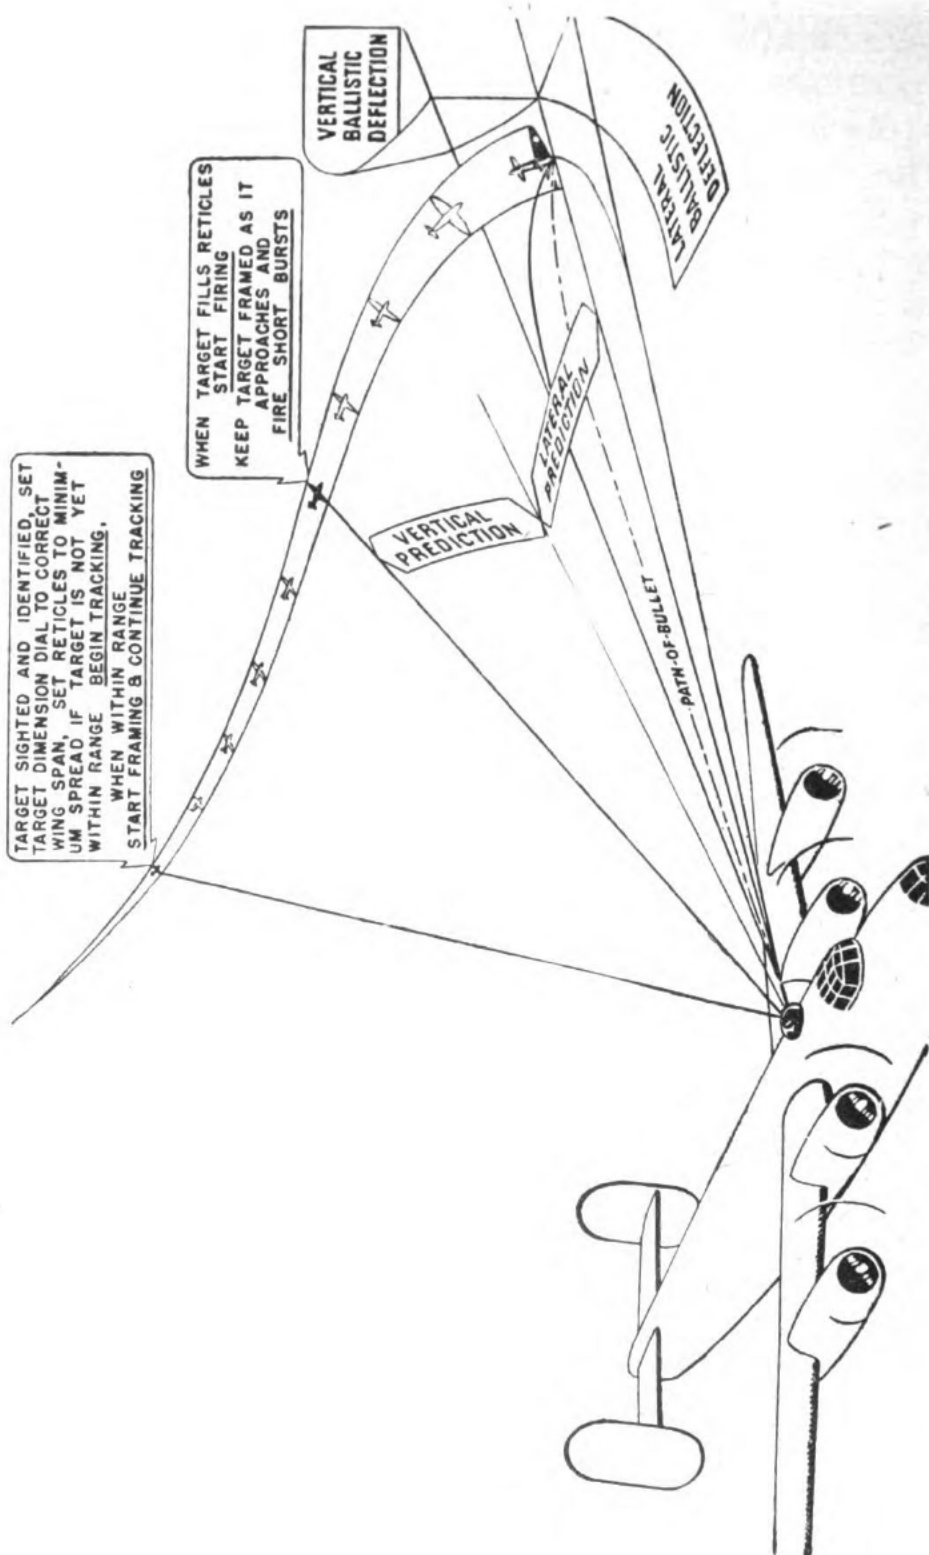 TARGET SIGHTED AND IDENTIFIED, SET
TARGET DIMENSION DIAL TO CORRECT
WING SPAN, SET RETICLES TO MINIM-
UM SPREAD IF TARGET IS NOT YET
WITHIN RANGE BEGIN TRACKING,
WHEN WITHIN RANGE
START FRAMING & CONTINUE TRACKING
WHEN TARGET FILLS RETICLES
START FIRING
KEEP TARGET FRAMED AS IT
APPROACHES AND
FIRE SHORT BURSTS
VERTICAL
BALLISTIC
DEFLECTION
VERTICAL
PREDICTION
LATERAL
PREDICTION
LATERAL
BALLISTIC
DEFLECTION
PATH-OF-BULLET